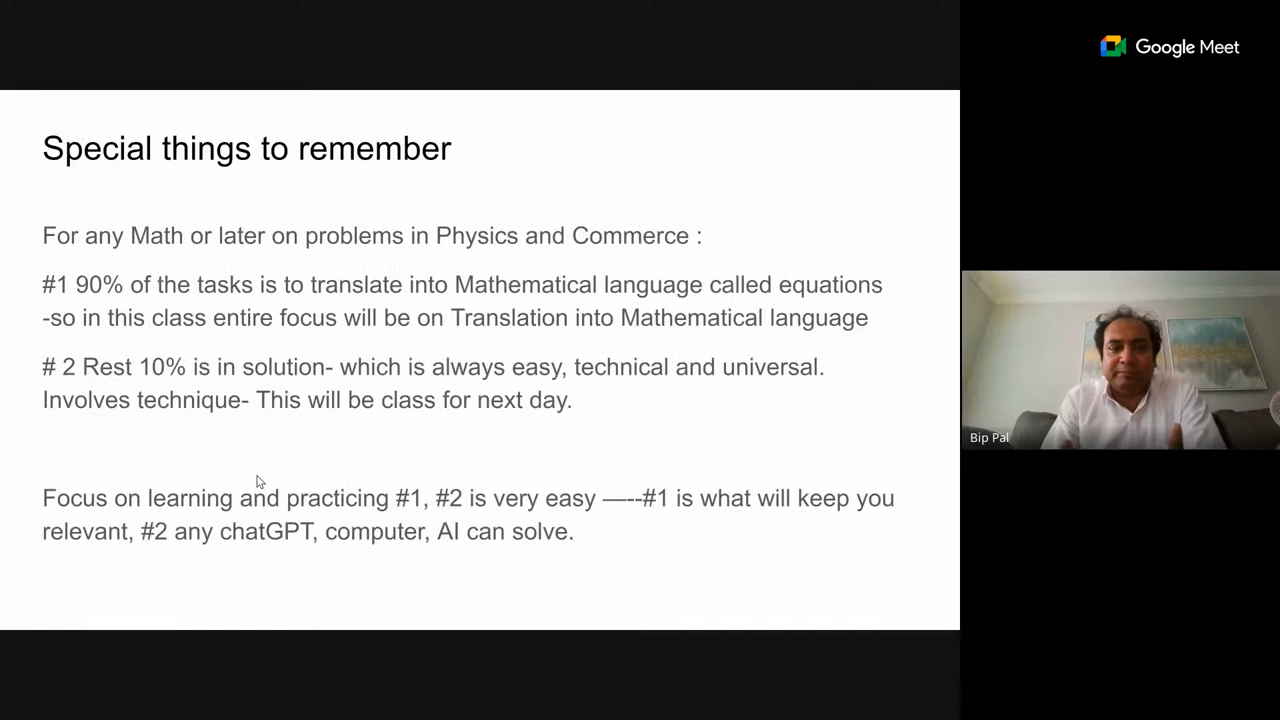 Google Meet
Special things to remember
For any Math or later on problems in Physics and Commerce :
#1 90% of the tasks is to translate into Mathematical language called equations
-so in this class entire focus will be on Translation into Mathematical language
# 2 Rest 10% is in solution- which is always easy, technical and universal.
Involves technique- This will be class for next day.
Focus on learning and practicing #1, #2 is very easy —--#1 is what will keep you
relevant, #2 any chatGPT, computer, AI can solve.
Bip Pal